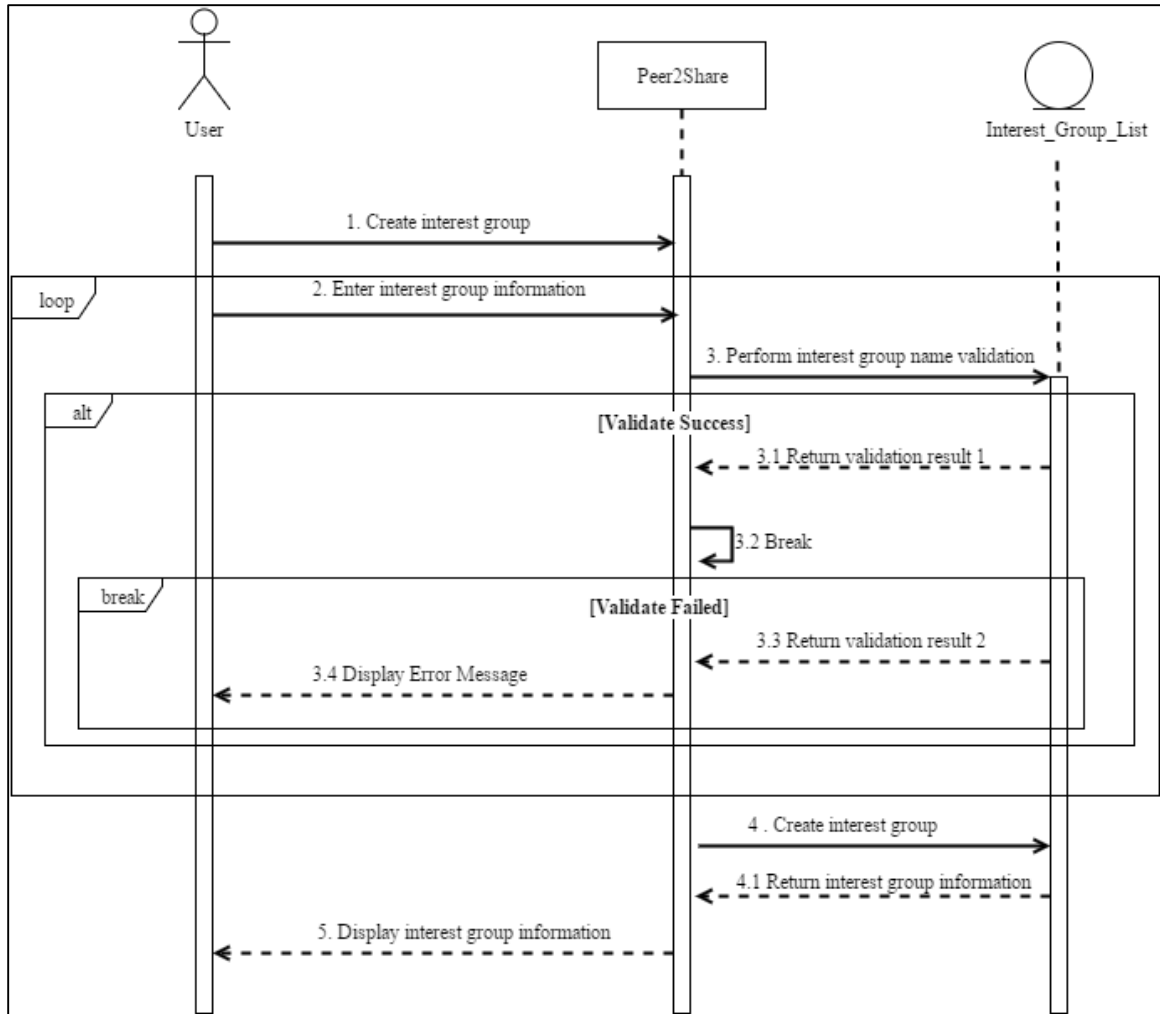 User
Peer2Share
Interest_Group_List
1. Create interest group
loop
2. Enter interest group information
3. Perform interest group name validation
alt
[Validate Success]
3.1 Return validation result 1
3.2 Break
break
[Validate Failed]
3.3 Return validation result 2
3.4 Display Error Message
4 . Create interest group
4.1 Return interest group information
5. Display interest group information